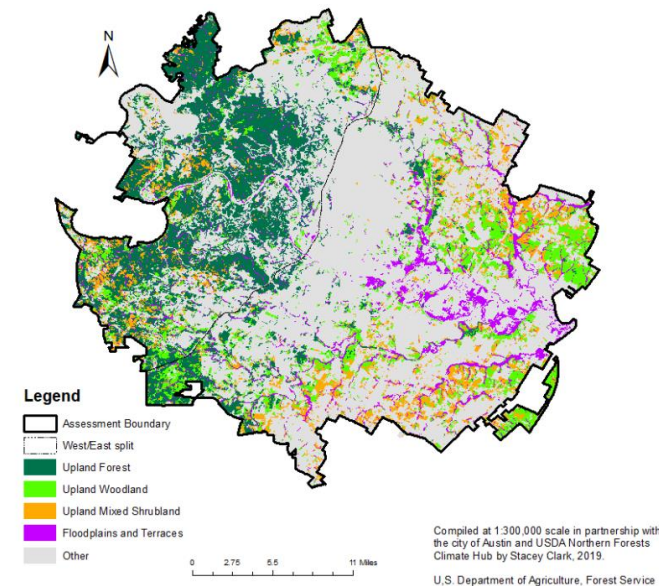 N
Legend
Assessment Boundary
West/East split
Upland Forest
Upland Woodland
Upland Mixed Shrubland
Floodplains and Terraces
Other
0 2.75 5.5 11 Miles
Compiled at 1:300,000 scale in partnership with
the city of Austin and USDA Northern Forests
Climate Hub by Stacey Clark, 2019.
U.S. Department of Agriculture, Forest Service